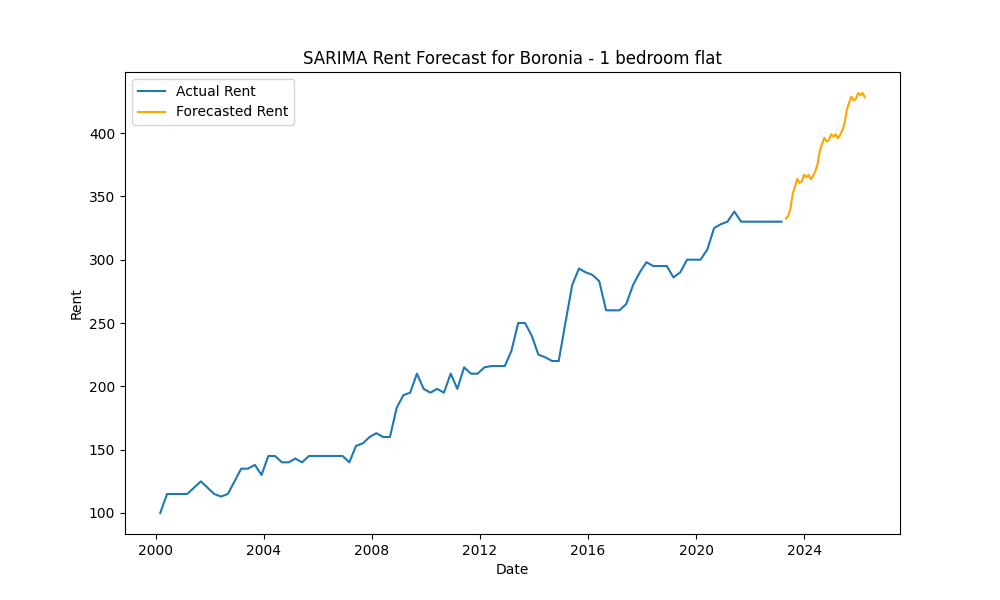 SARIMA Rent Forecast for Boronia - 1 bedroom flat
Actual Rent
Forecasted Rent
400
350
300
250
200
150
100
Rent
2000 2004 2008 2012 2016 2020 2024
Date